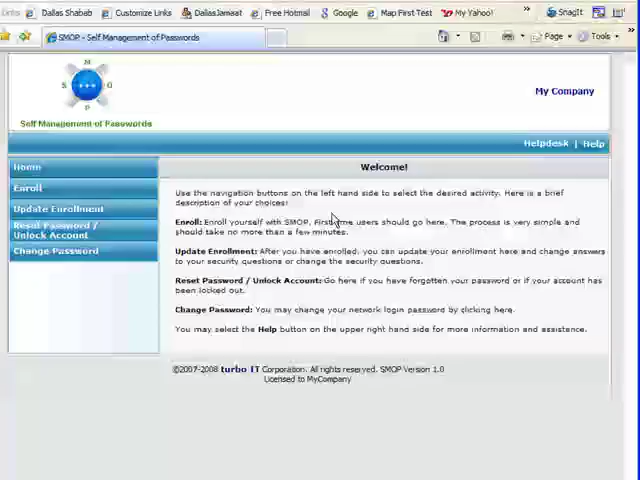 Links Dallas Shabab Customize Links DallasJamaat Free Hotmail Google Map First Test My Yahoo! » SnagIt
SMOP - Self Management of Passwords Page Tools »
M
S O
P
Self Management of Passwords
My Company
Helpdesk | Help
Home
Enroll
Update Enrollment
Reset Password /
Unlock Account
Change Password
Welcome!
Use the navigation buttons on the left hand side to select the desired activity. Here is a brief
description of your choices!
Enroll: Enroll yourself with SMOP. First time users should go here. The process is very simple and
should take no more than a few minutes.
Update Enrollment: After you have enrolled, you can update your enrollment here and change answers
to your security questions or change the security questions.
Reset Password / Unlock Account: Go here if you have forgotten your password or if your account has
been locked out.
Change Password: You may change your network login password by clicking here.
You may select the Help button on the upper right hand side for more information and assistance.
©2007-2008 turbo IT Corporation. All rights reserved. SMOP Version 1.0
Licensed to MyCompany